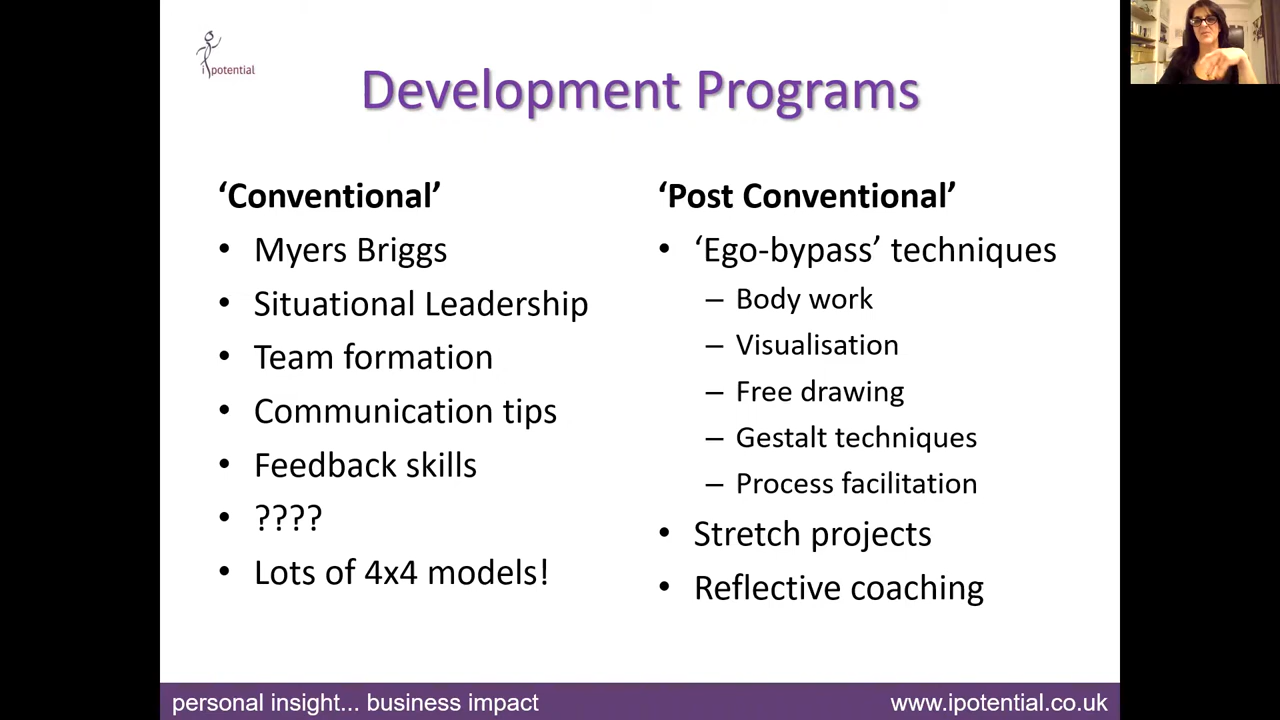 i potential
Development Programs
‘Conventional’
• Myers Briggs
• Situational Leadership
• Team formation
• Communication tips
• Feedback skills
• ????
• Lots of 4x4 models!
‘Post Conventional’
• ‘Ego-bypass’ techniques
– Body work
– Visualisation
– Free drawing
– Gestalt techniques
– Process facilitation
• Stretch projects
• Reflective coaching
personal insight... business impact
www.ipotential.co.uk